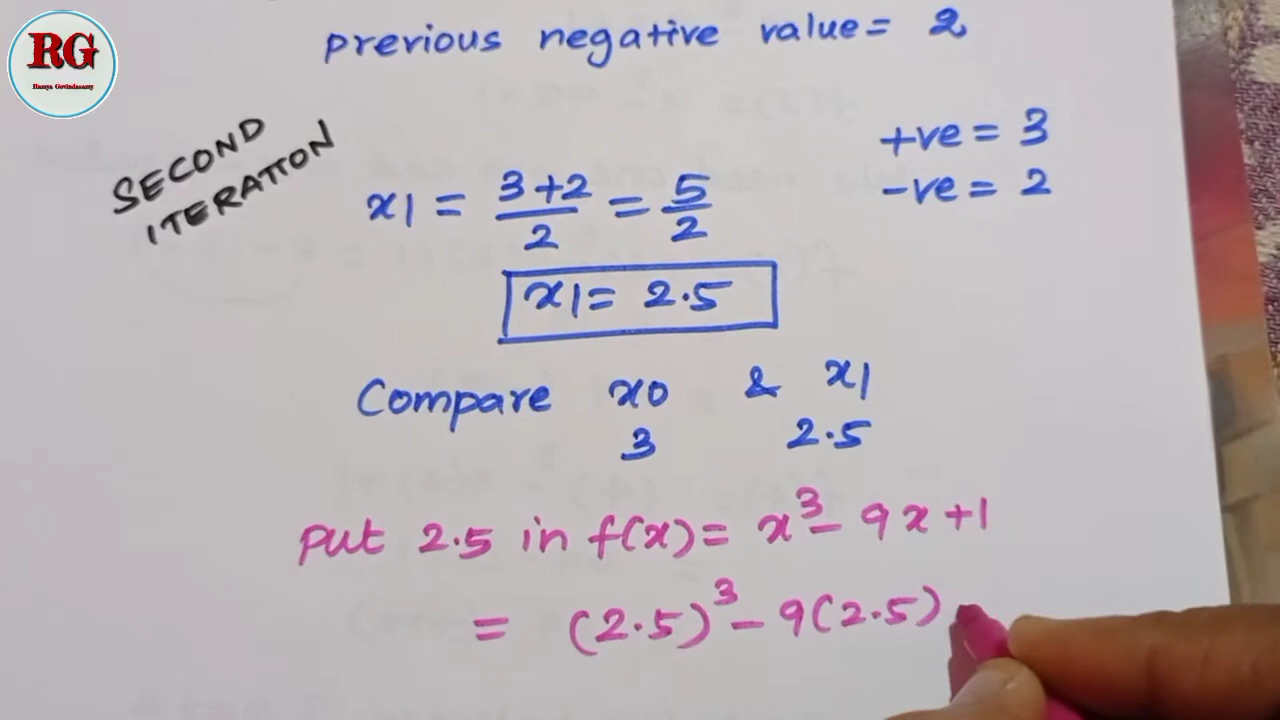 RG
Ramya Govindasamy
previous negative value = 2
SECOND
ITERATION
+ve = 3
-ve = 2
x1 = 3+2/2 = 5/2
x1 = 2.5
Compare x0 & x1
3 2.5
put 2.5 in f(x) = x³ - 9x + 1
= (2.5)³ - 9(2.5)